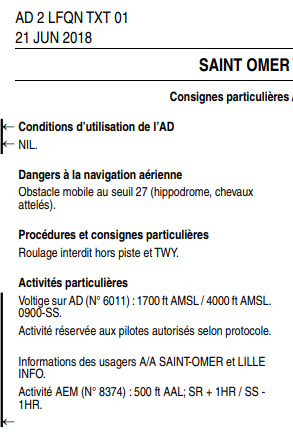 AD 2 LFQN TXT 01
21 JUN 2018
SAINT OMER
Consignes particulières /
← Conditions d'utilisation de l'AD
← NIL.
Dangers à la navigation aérienne
Obstacle mobile au seuil 27 (hippodrome, chevaux
attelés).
Procédures et consignes particulières
Roulage interdit hors piste et TWY.
Activités particulières
Voltige sur AD (N° 6011) : 1700 ft AMSL / 4000 ft AMSL.
0900-SS.
Activité réservée aux pilotes autorisés selon protocole.
Informations des usagers A/A SAINT-OMER et LILLE
INFO.
Activité AEM (N° 8374) : 500 ft AAL; SR + 1HR / SS -
1HR.
←